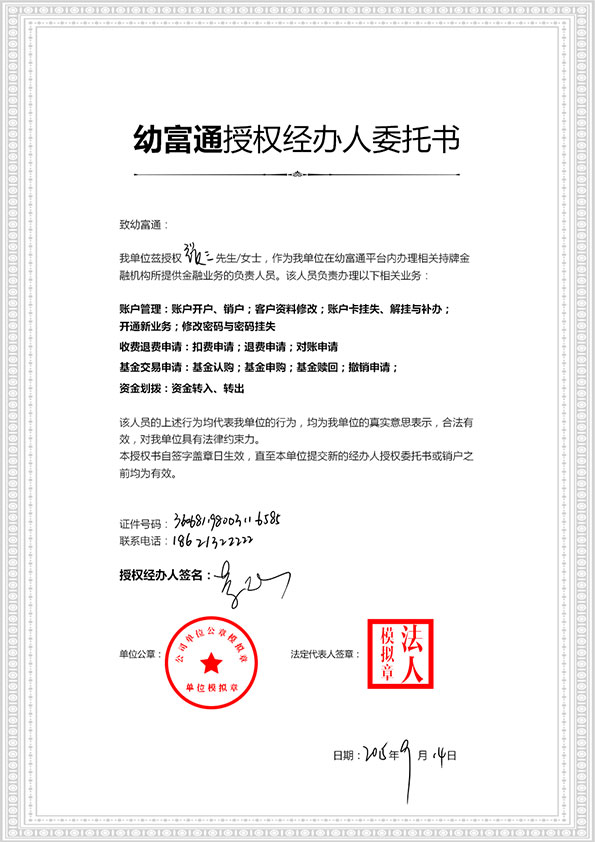 幼富通授权经办人委托书
致幼富通：
我单位兹授权 张三 先生/女士，作为我单位在幼富通平台内办理相关持牌金
融机构所提供金融业务的负责人员。该人员负责办理以下相关业务：
账户管理：账户开户、销户；客户资料修改；账户卡挂失、解挂与补办；
开通新业务；修改密码与密码挂失
收费退费申请：扣费申请；退费申请；对账申请
基金交易申请：基金认购；基金申购；基金赎回；撤销申请；
资金划拨：资金转入、转出
该人员的上述行为均代表我单位的行为，均为我单位的真实意思表示，合法有
效，对我单位具有法律约束力。
本授权书自签字盖章日生效，直至本单位提交新的经办人授权委托书或销户之
前均为有效。
证件号码：
联系电话：18621322222
授权经办人签名：
单位公章：
公司单位公章模拟章
单位模拟章
法定代表人签章：
法人
模拟章
日期：2015年9月14日